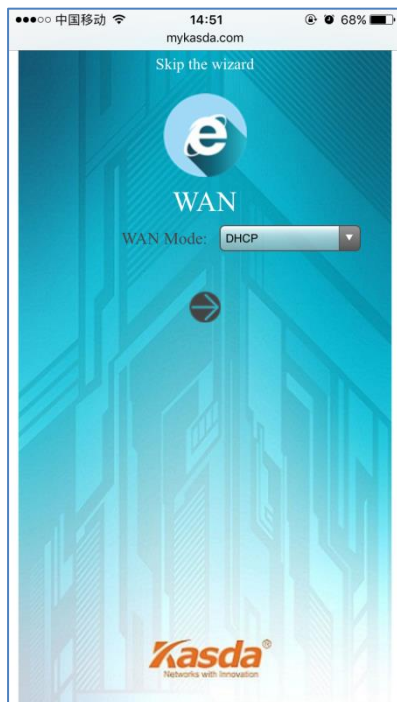 中国移动 14:51 68%
mykasda.com
Skip the wizard
WAN
WAN Mode: DHCP
Kasda®
Networks with Innovation